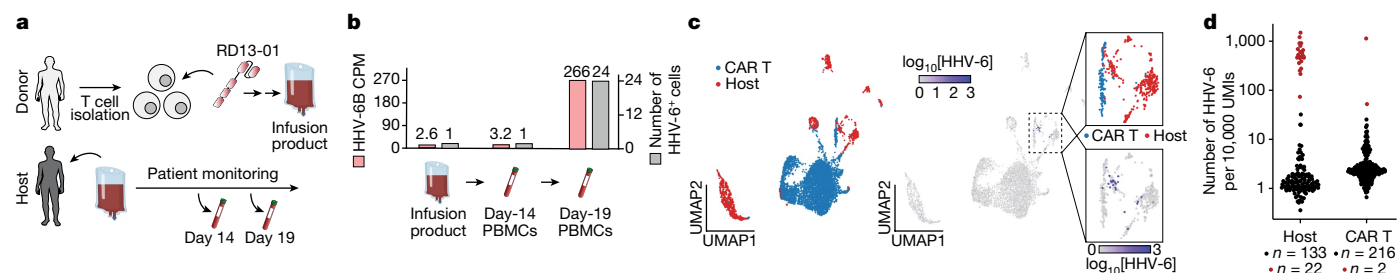 a
Donor
T cell
isolation
RD13-01
Infusion
product
Host
Patient monitoring
Day 14
Day 19
b
HHV-6B CPM
270
180
90
0
2.6
1
3.2
1
266
24
24
16
12
0
Number of
HHV-6+ cells
Infusion
product
Day-14
PBMCs
Day-19
PBMCs
c
CAR T
Host
UMAP2
UMAP1
log10[HHV-6]
0 1 2 3
UMAP2
UMAP1
CAR T
Host
0
3
log10[HHV-6]
d
Number of HHV-6
per 10,000 UMIs
1,000
100
10
1
Host
CAR T
n = 133
n = 216
n = 22
n = 2